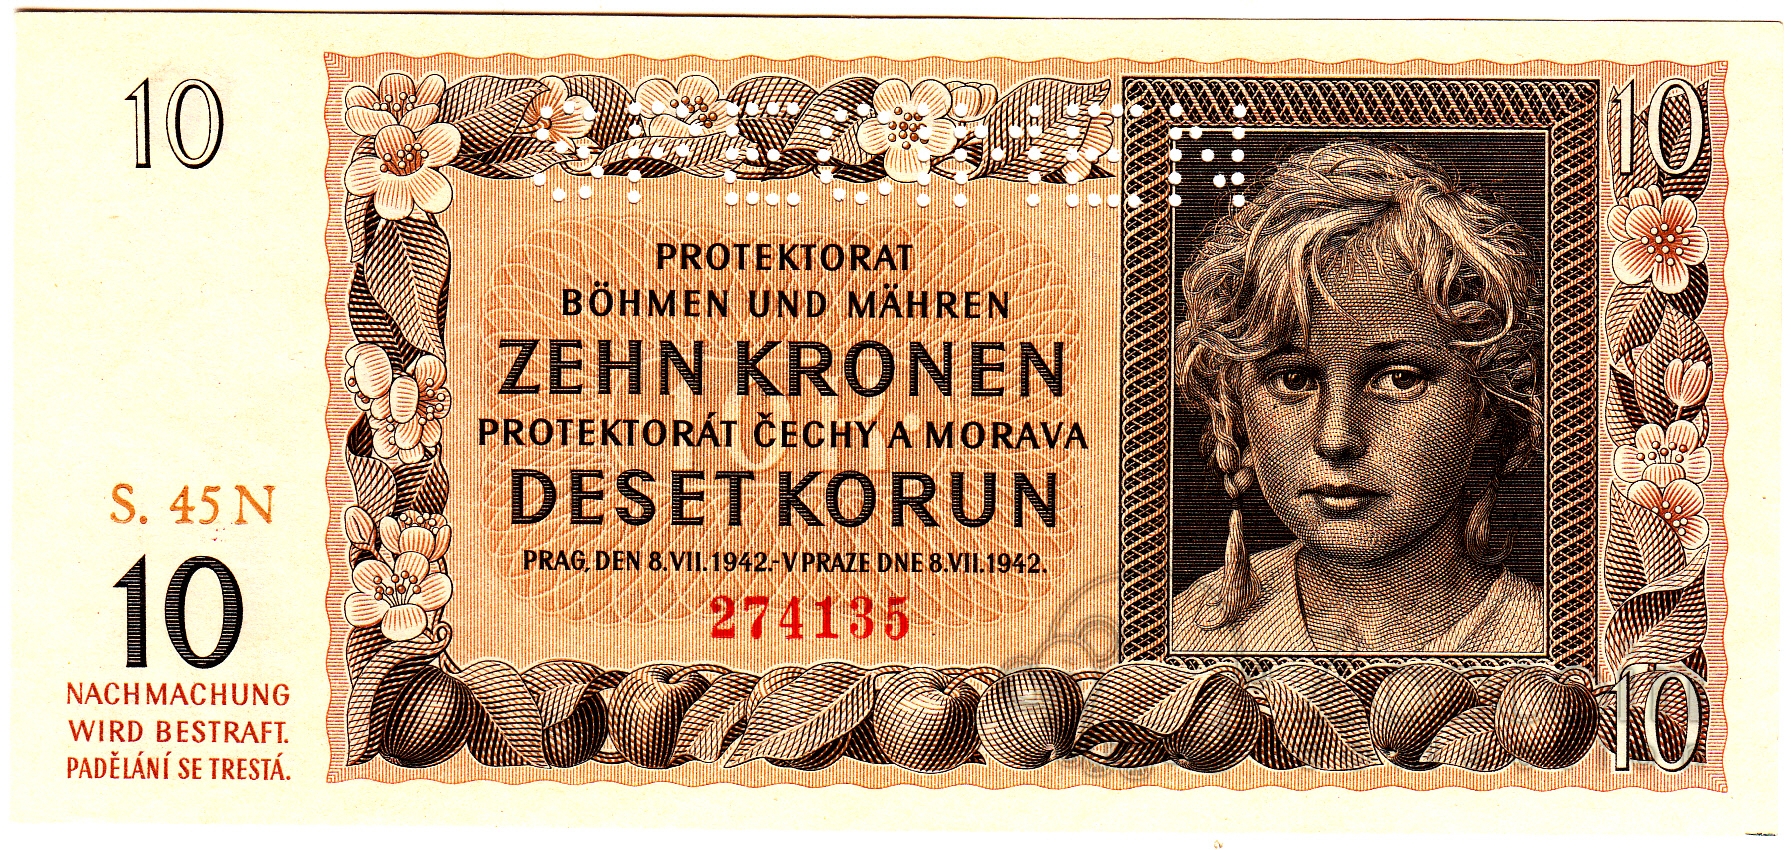 10
SPECIMEN
10
PROTEKTORAT
BÖHMEN UND MÄHREN
ZEHN KRONEN
PROTEKTORÁT ČECHY A MORAVA
DESET KORUN
PRAG, DEN 8.VII.1942.-V PRAZE DNE 8.VII.1942.
274135
S. 45 N
10
NACHMACHUNG
WIRD BESTRAFT.
PADĚLÁNÍ SE TRESTÁ.
10